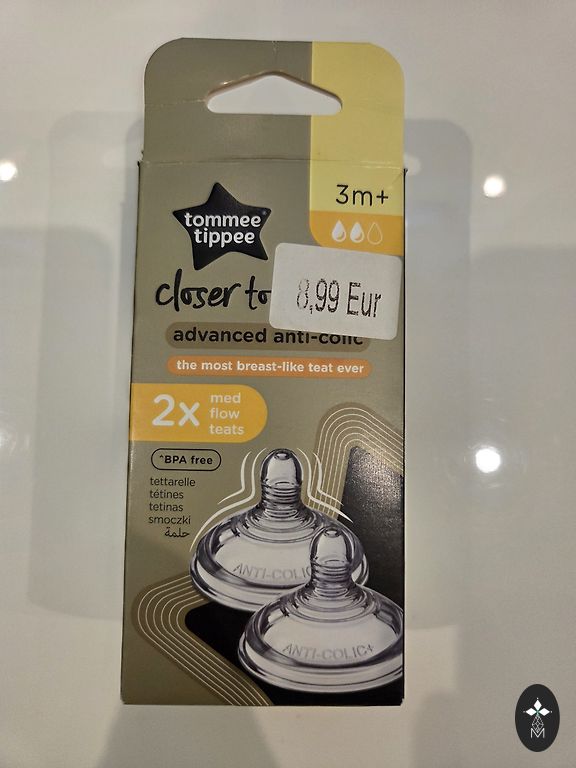 3m+
tommee
tippee
closer to
8,99 Eur
advanced anti-colic
the most breast-like teat ever
2x
med
flow
teats
^BPA free
tettarelle
tétines
tetinas
smoczki
حلمة
ANTI-COLIC
ANTI-COLIC+
M